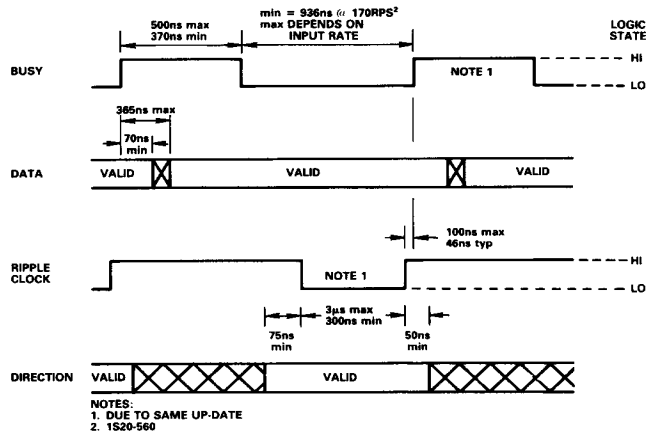 500ns max
370ns min
min = 936ns @ 170RPS²
max DEPENDS ON
INPUT RATE
LOGIC
STATE
BUSY
NOTE 1
HI
LO
365ns max
70ns
min
DATA
VALID
VALID
VALID
100ns max
46ns typ
RIPPLE
CLOCK
NOTE 1
HI
LO
75ns
min
3µs max
300ns min
50ns
min
DIRECTION
VALID
VALID
NOTES:
1. DUE TO SAME UP-DATE
2. 1S20-560